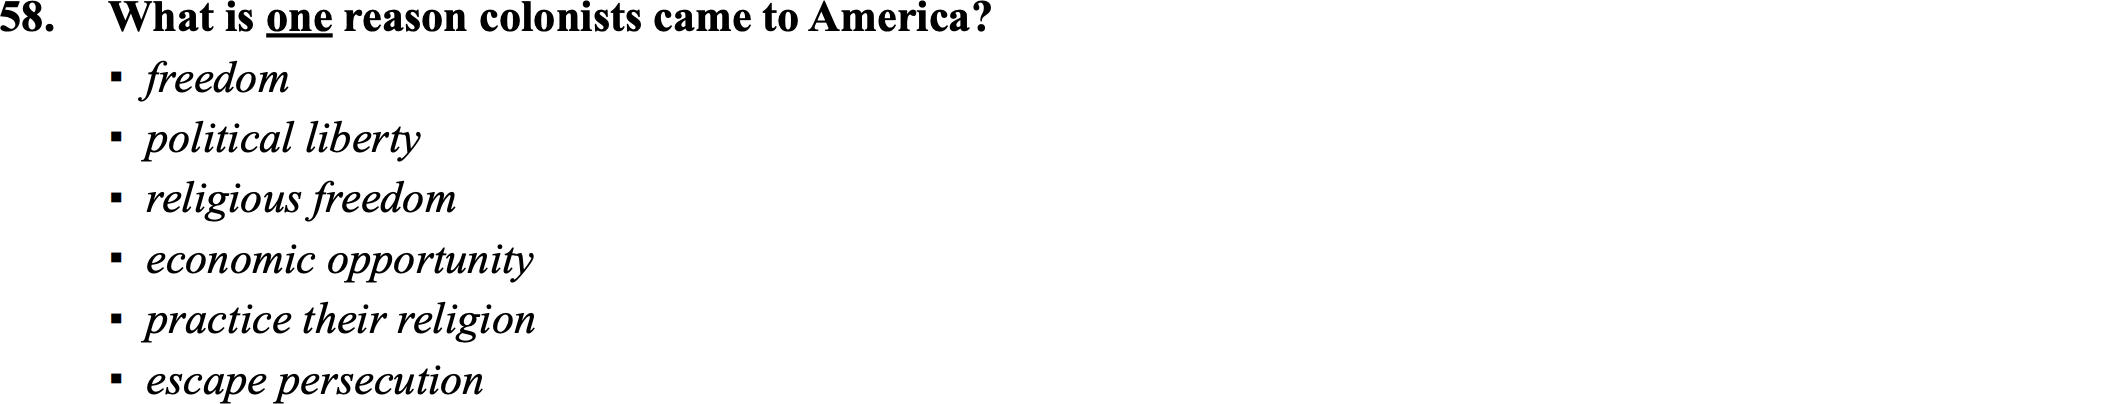 58. What is one reason colonists came to America?
▪ freedom
▪ political liberty
▪ religious freedom
▪ economic opportunity
▪ practice their religion
▪ escape persecution